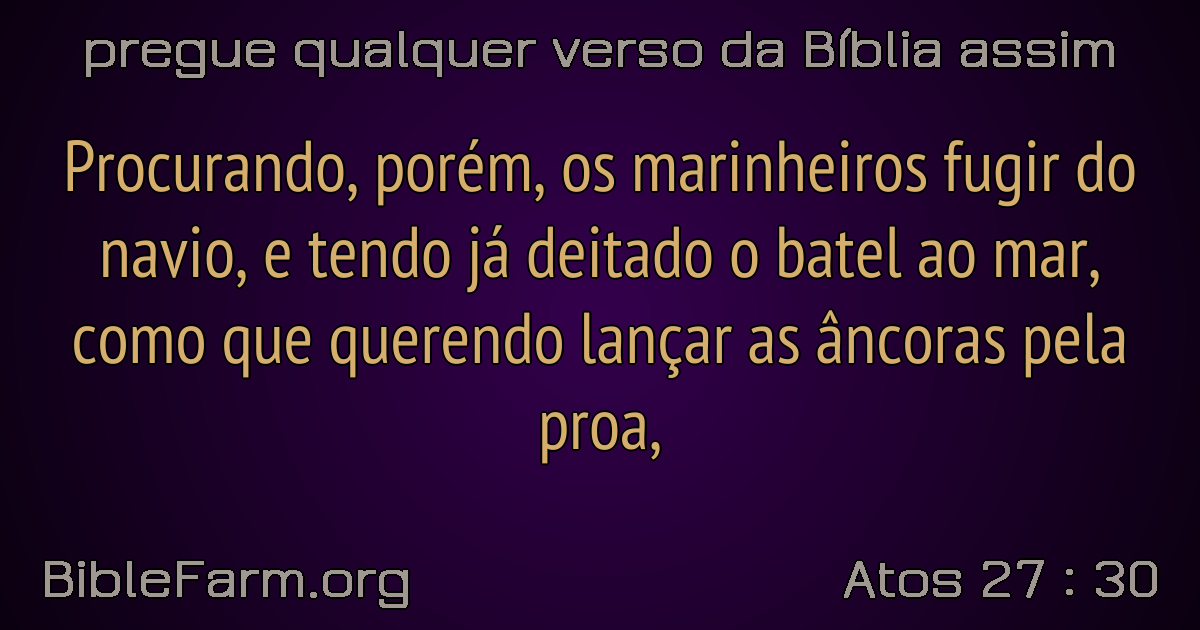 pregue qualquer verso da Bíblia assim
Procurando, porém, os marinheiros fugir do
navio, e tendo já deitado o batel ao mar,
como que querendo lançar as âncoras pela
proa,
BibleFarm.org
Atos 27 : 30